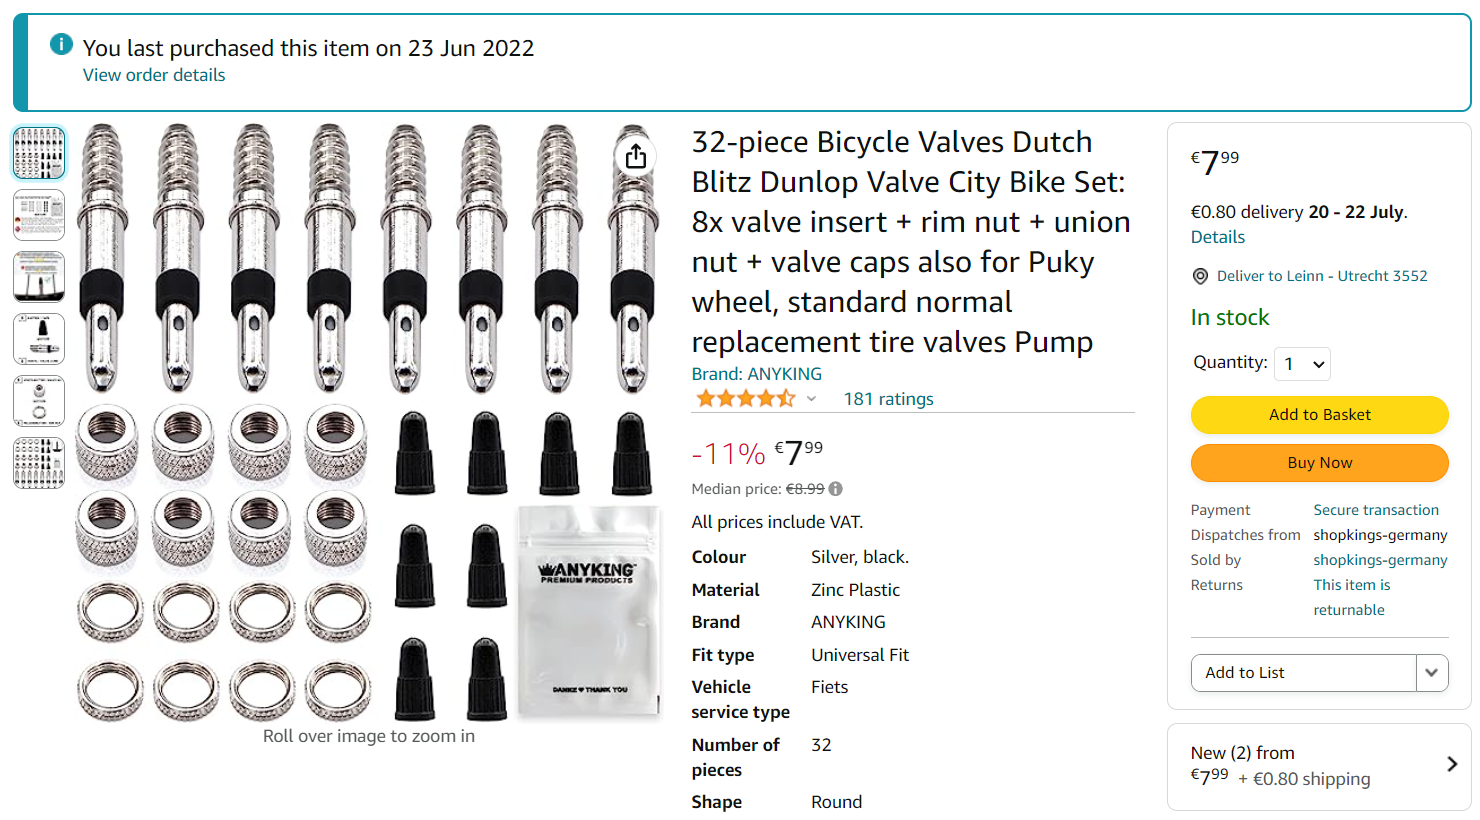 You last purchased this item on 23 Jun 2022
View order details
32-piece Bicycle Valves Dutch
Blitz Dunlop Valve City Bike Set:
8x valve insert + rim nut + union
nut + valve caps also for Puky
wheel, standard normal
replacement tire valves Pump
Brand: ANYKING
181 ratings
-11% €799
Median price: €8.99
All prices include VAT.
Colour Silver, black.
Material Zinc Plastic
Brand ANYKING
Fit type Universal Fit
Vehicle service type Fiets
Number of pieces 32
Shape Round
ANYKING
PREMIUM PRODUCTS
DANKE ♥ THANK YOU
Roll over image to zoom in
€799
€0.80 delivery 20 - 22 July.
Details
Deliver to Leinn - Utrecht 3552
In stock
Quantity: 1
Add to Basket
Buy Now
Payment Secure transaction
Dispatches from shopkings-germany
Sold by shopkings-germany
Returns This item is
returnable
Add to List
New (2) from
€799 + €0.80 shipping